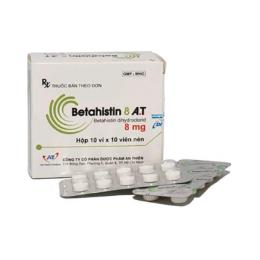 GMP - WHO
Rx THUỐC BÁN THEO ĐƠN
Betahistin 8 A.T
Betahistin dihydroclorid
8 mg
Hộp 10 vỉ x 10 viên nén
CÔNG TY CỔ PHẦN DƯỢC PHẨM AN THIÊN